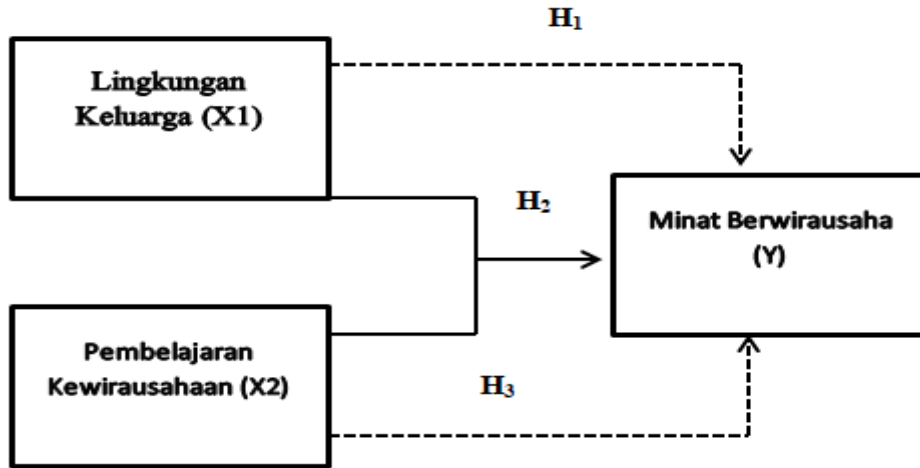 H₁
Lingkungan
Keluarga (X1)
H₂
Minat Berwirausaha
(Y)
Pembelajaran
Kewirausahaan (X2)
H₃